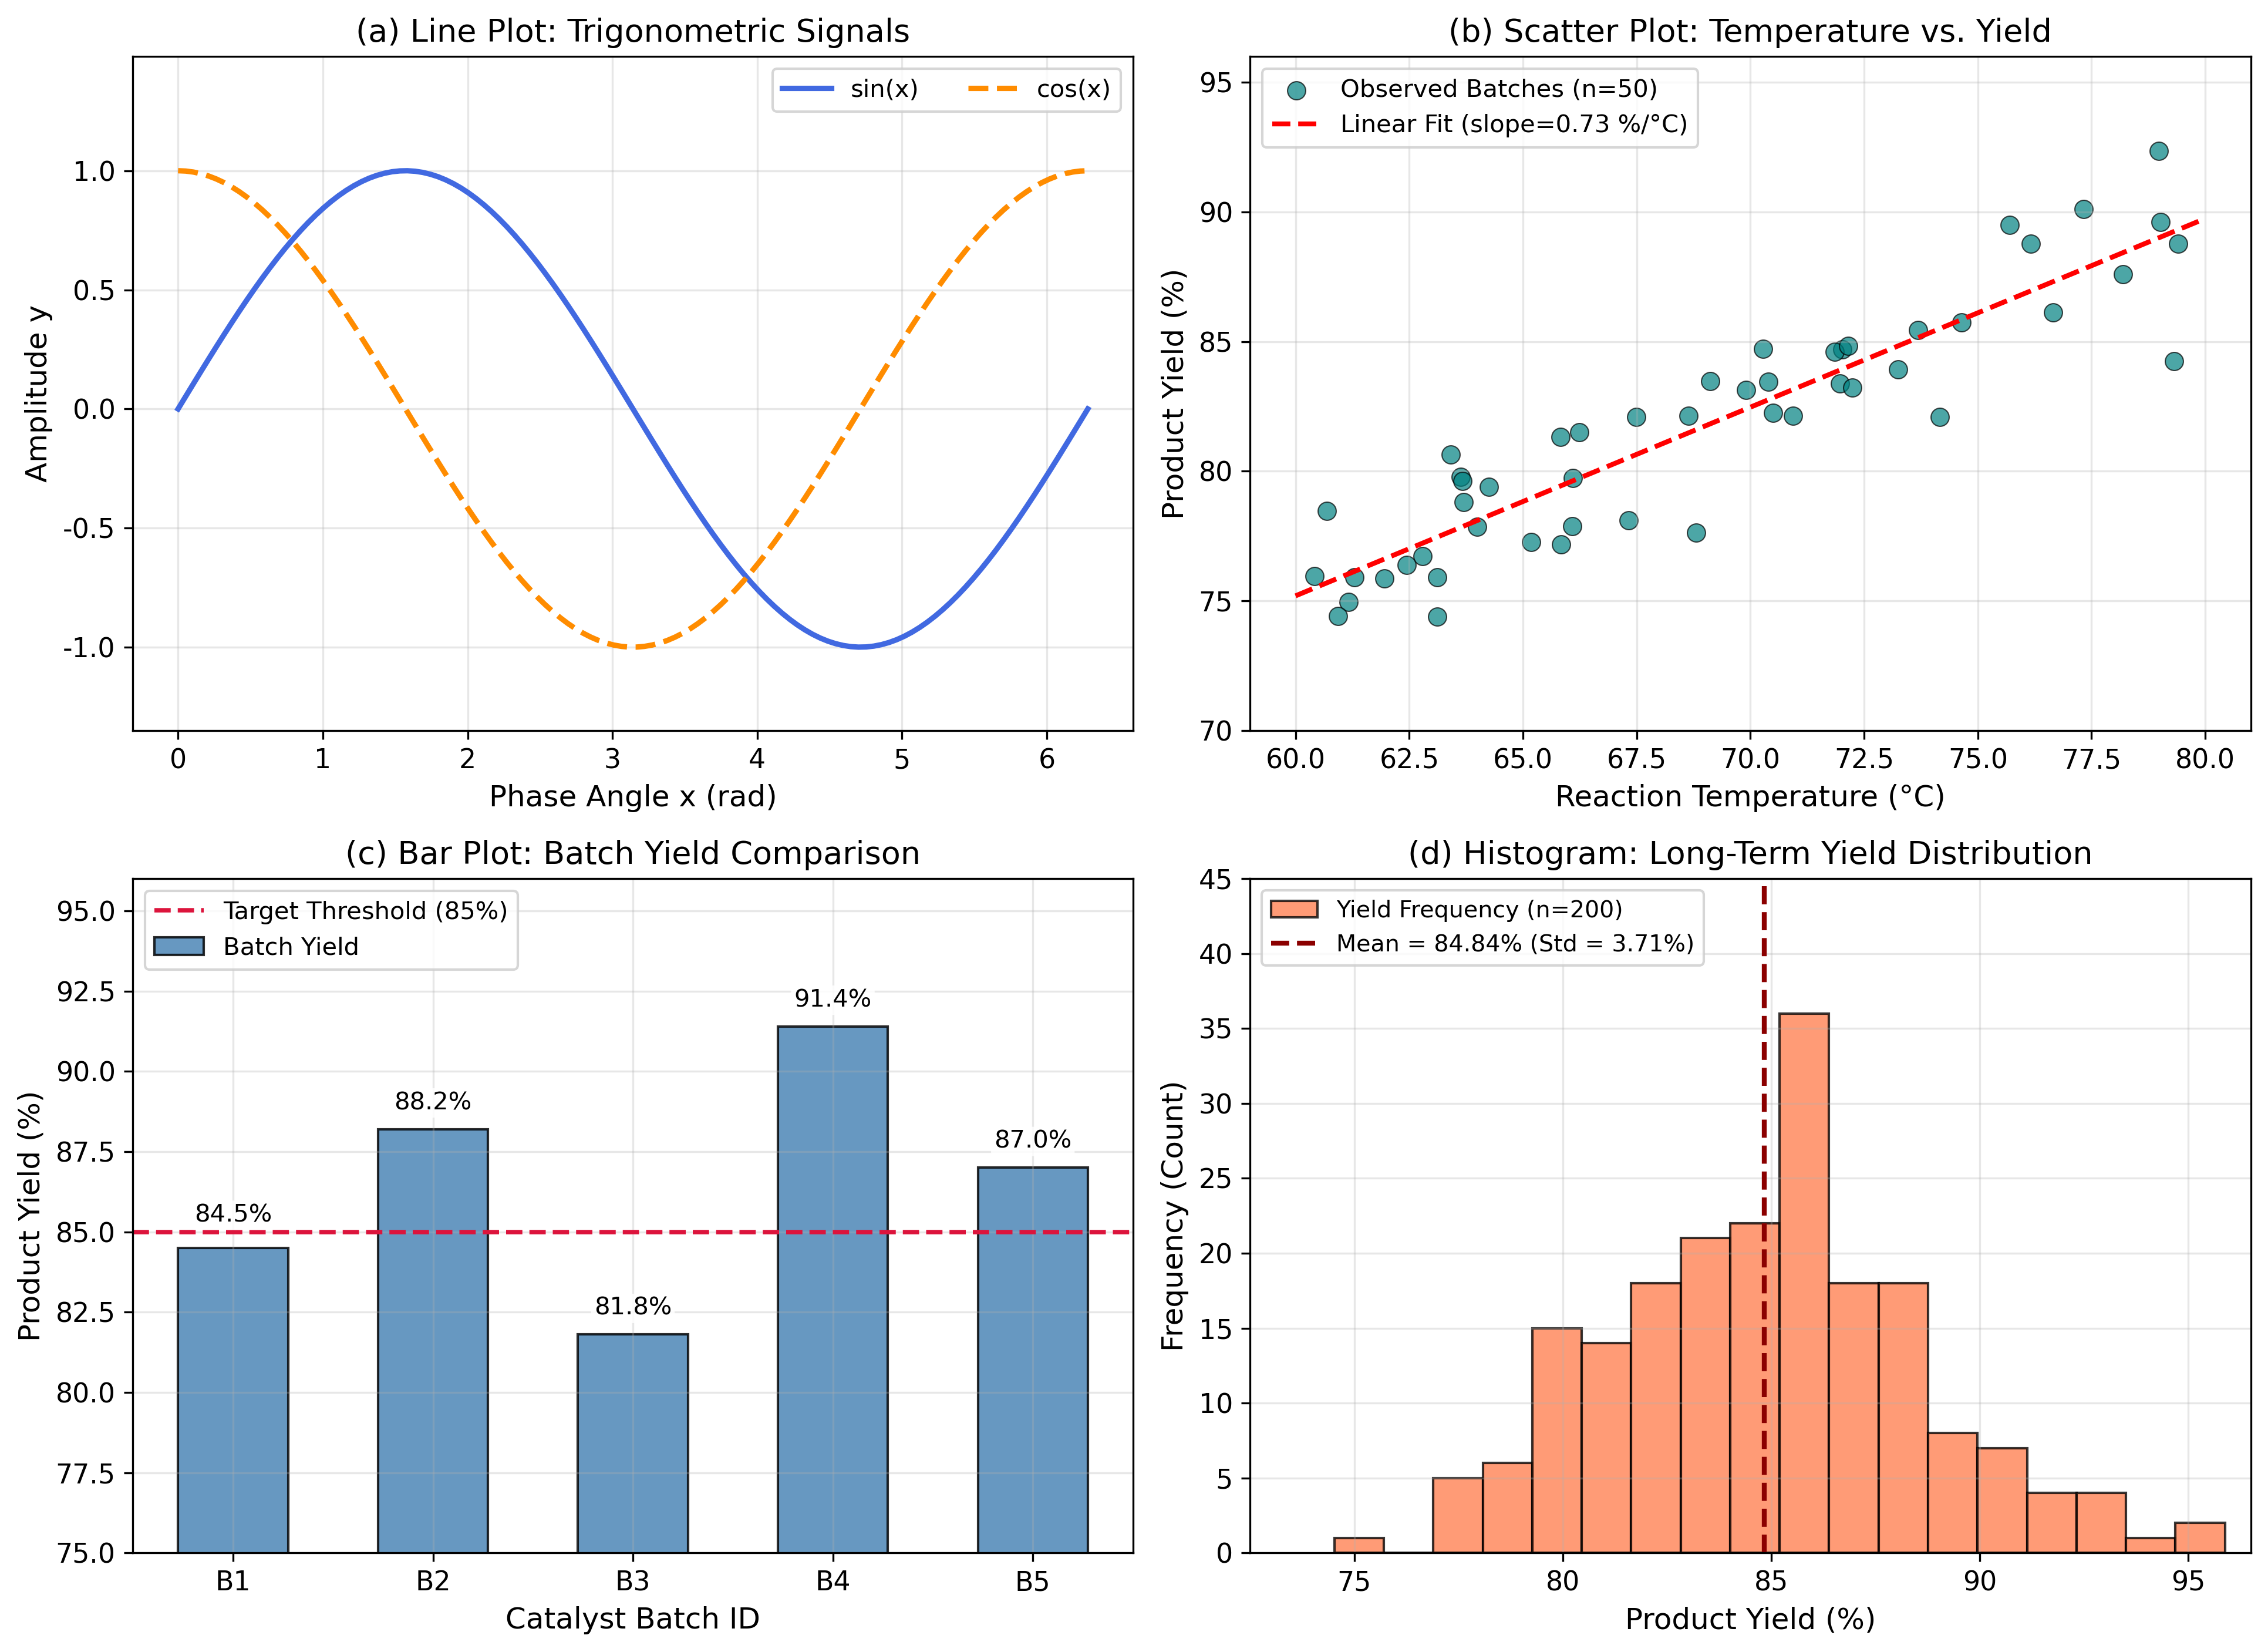 (a) Line Plot: Trigonometric Signals
sin(x) cos(x)
1.0
0.5
0.0
-0.5
-1.0
Amplitude y
0 1 2 3 4 5 6
Phase Angle x (rad)
(b) Scatter Plot: Temperature vs. Yield
Observed Batches (n=50)
Linear Fit (slope=0.73 %/°C)
95
90
85
80
75
70
Product Yield (%)
60.0 62.5 65.0 67.5 70.0 72.5 75.0 77.5 80.0
Reaction Temperature (°C)
(c) Bar Plot: Batch Yield Comparison
Target Threshold (85%)
Batch Yield
95.0
92.5
90.0
87.5
85.0
82.5
80.0
77.5
75.0
Product Yield (%)
84.5%
88.2%
81.8%
91.4%
87.0%
B1 B2 B3 B4 B5
Catalyst Batch ID
(d) Histogram: Long-Term Yield Distribution
Yield Frequency (n=200)
Mean = 84.84% (Std = 3.71%)
45
40
35
30
25
20
15
10
5
0
Frequency (Count)
75 80 85 90 95
Product Yield (%)